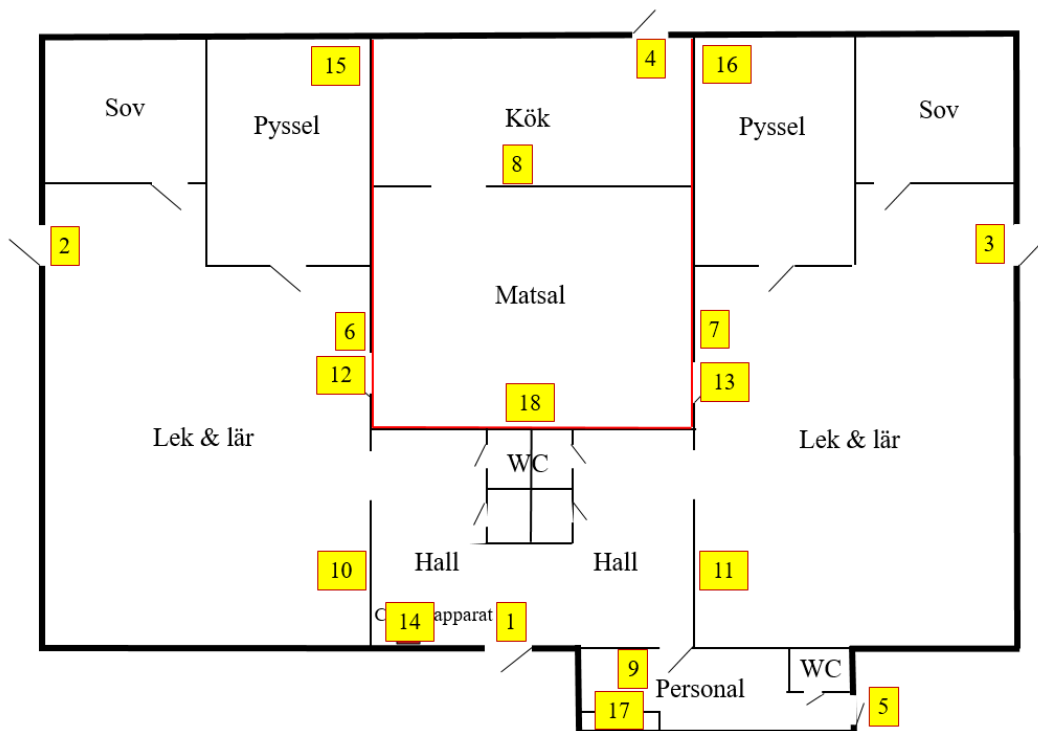 4
15
16
Sov
Pyssel
Kök
Pyssel
Sov
8
2
3
Matsal
6
7
12
13
18
Lek & lär
WC
Lek & lär
10
Hall
Hall
11
14
apparat
1
9
WC
Personal
17
5